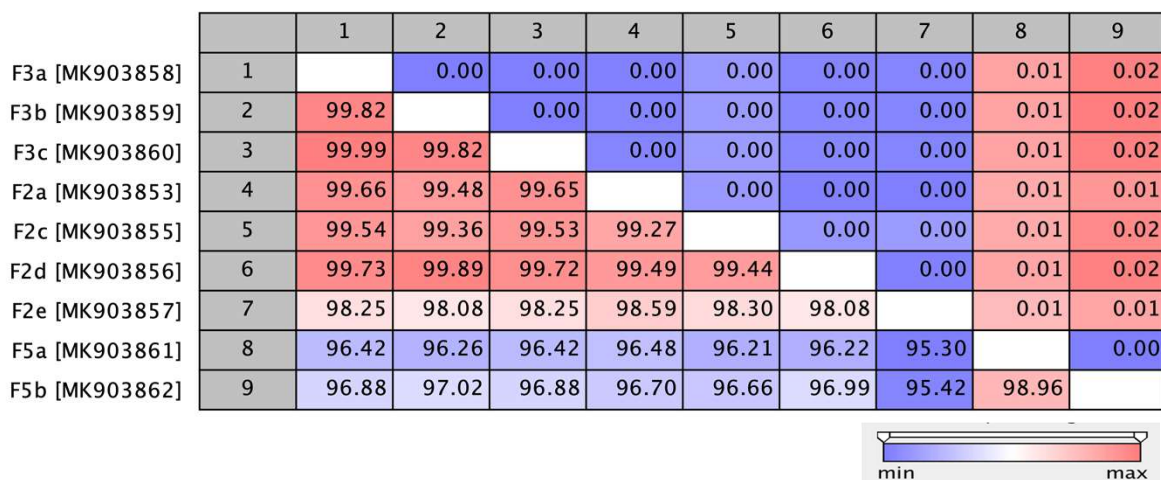 1 2 3 4 5 6 7 8 9
F3a [MK903858] 1 0.00 0.00 0.00 0.00 0.00 0.00 0.01 0.02
F3b [MK903859] 2 99.82 0.00 0.00 0.00 0.00 0.00 0.01 0.02
F3c [MK903860] 3 99.99 99.82 0.00 0.00 0.00 0.00 0.01 0.02
F2a [MK903853] 4 99.66 99.48 99.65 0.00 0.00 0.00 0.01 0.01
F2c [MK903855] 5 99.54 99.36 99.53 99.27 0.00 0.00 0.01 0.02
F2d [MK903856] 6 99.73 99.89 99.72 99.49 99.44 0.00 0.01 0.02
F2e [MK903857] 7 98.25 98.08 98.25 98.59 98.30 98.08 0.01 0.01
F5a [MK903861] 8 96.42 96.26 96.42 96.48 96.21 96.22 95.30 0.00
F5b [MK903862] 9 96.88 97.02 96.88 96.70 96.66 96.99 95.42 98.96
min max